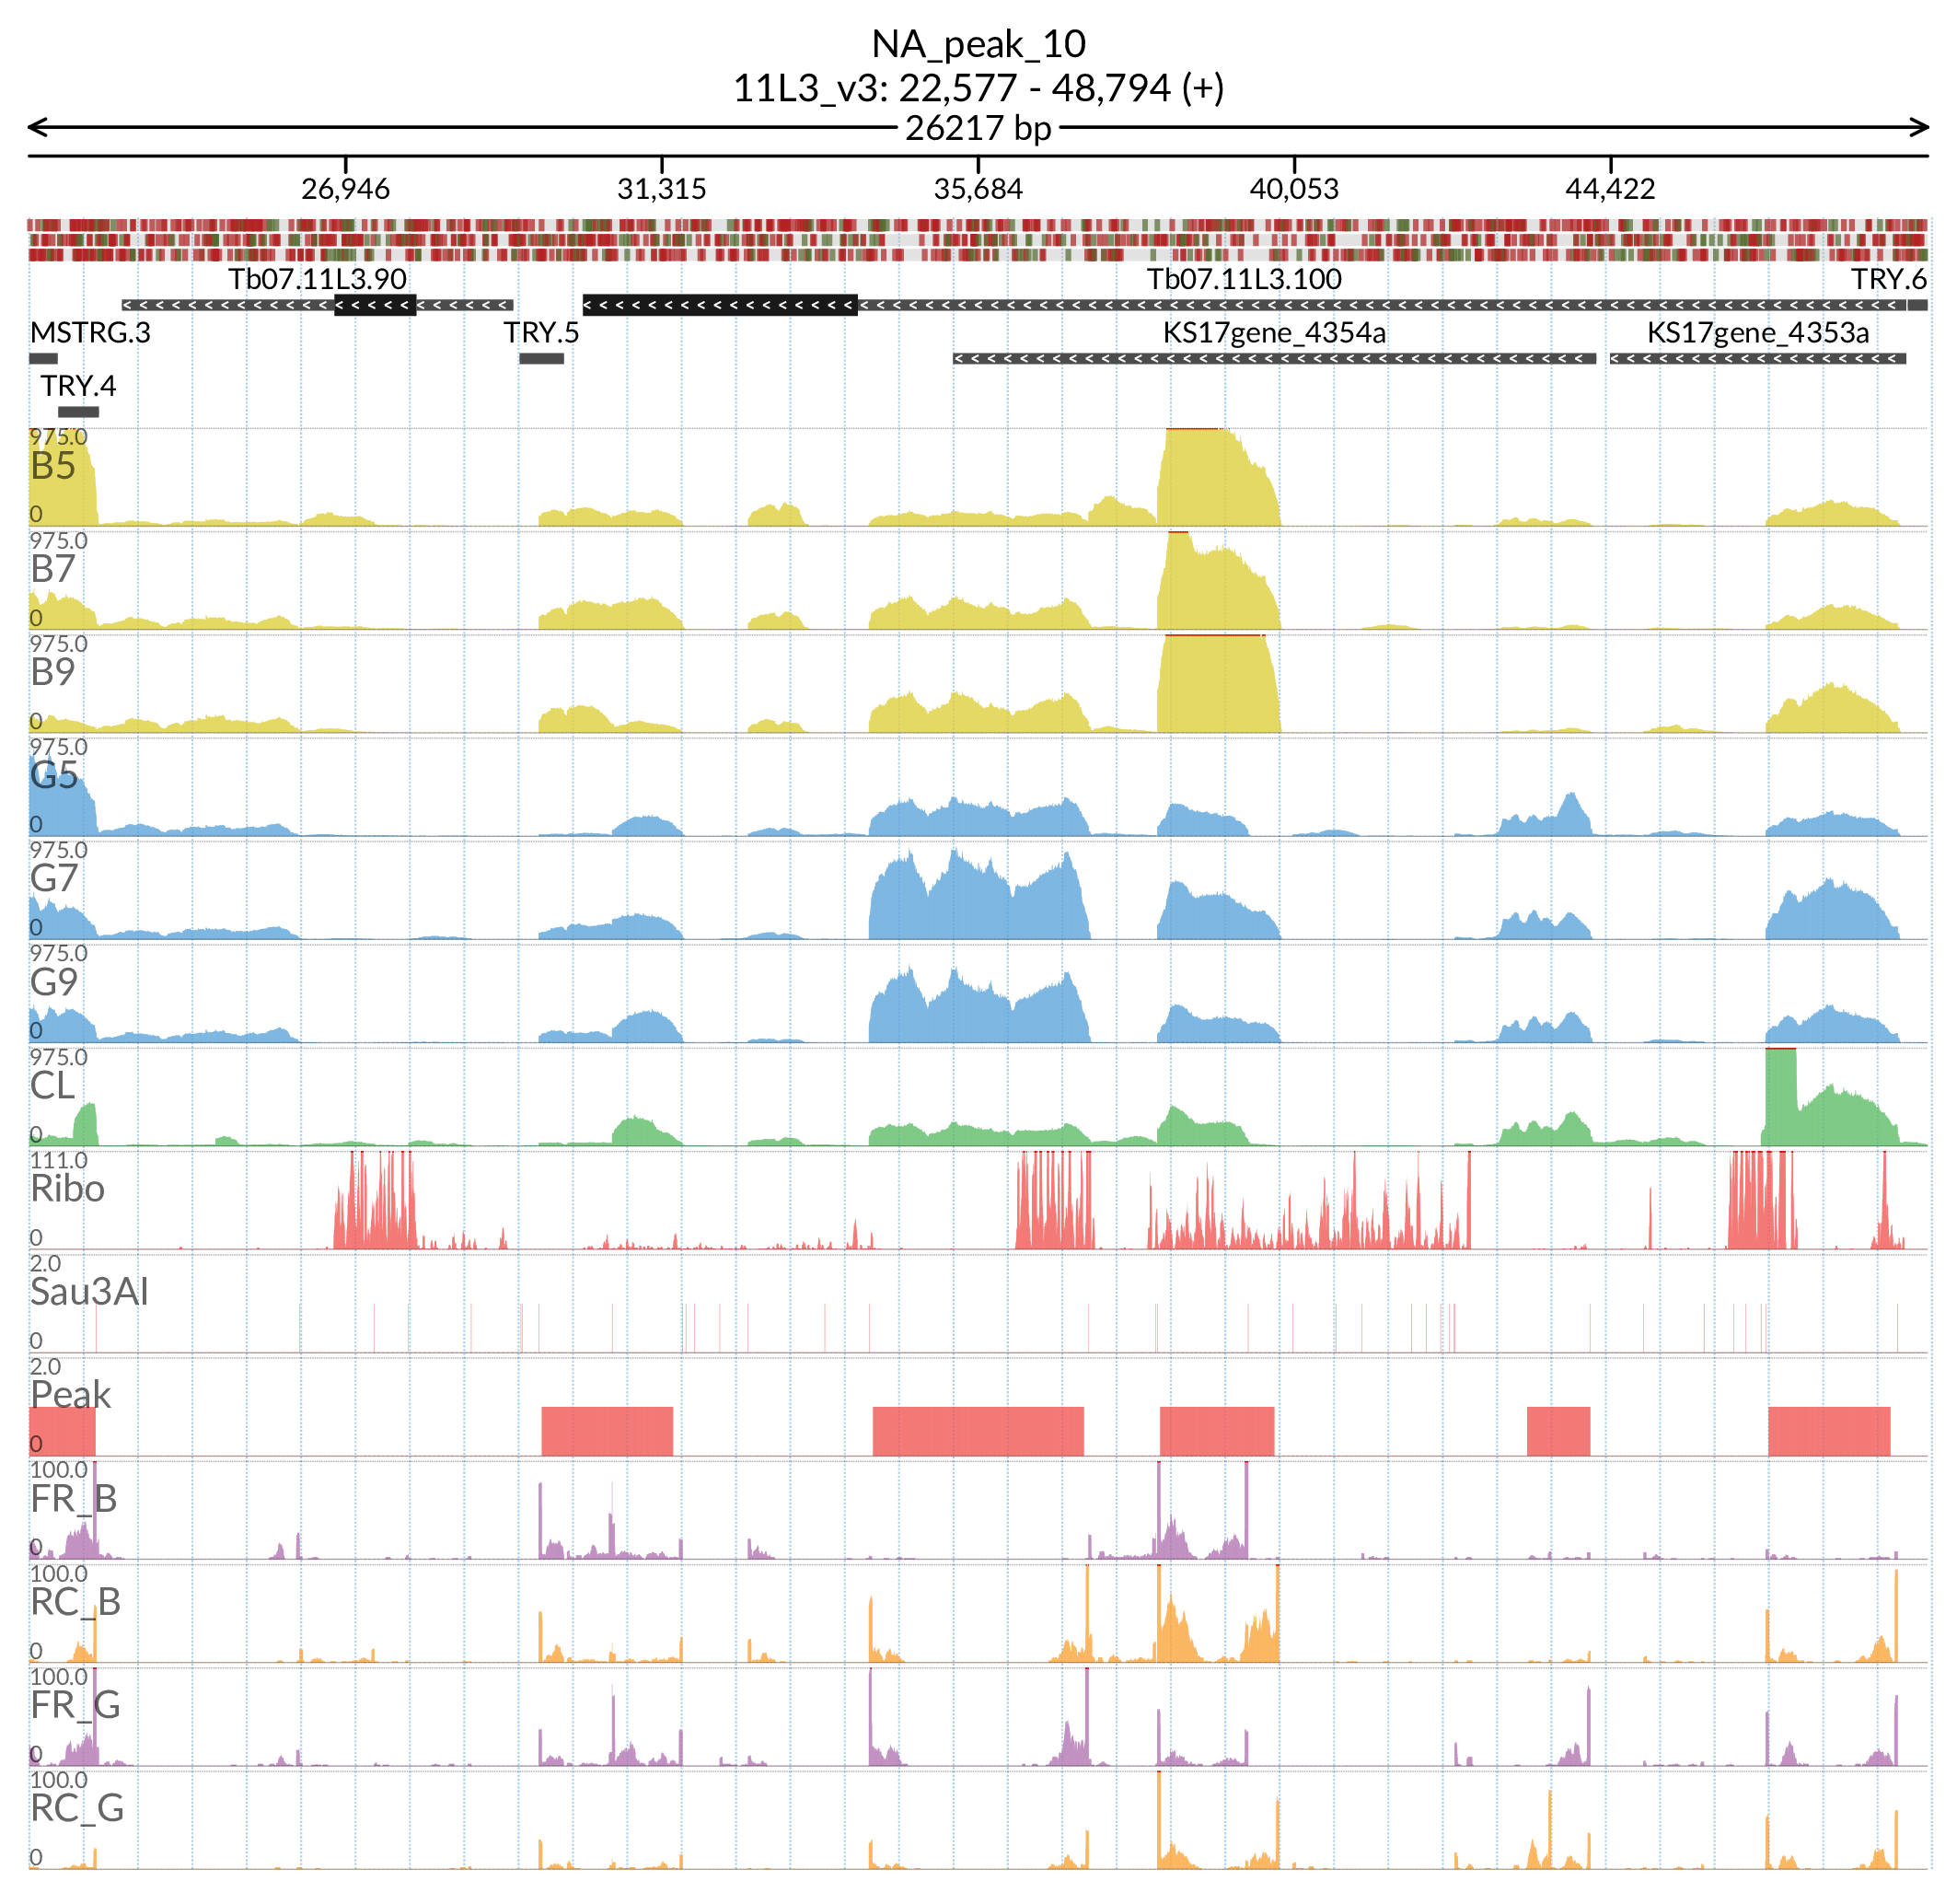 NA_peak_10
11L3_v3: 22,577 - 48,794 (+)
26217 bp
26,946 31,315 35,684 40,053 44,422
Tb07.11L3.90 Tb07.11L3.100 TRY.6
MSTRG.3 TRY.5 KS17gene_4354a KS17gene_4353a
TRY.4
975.0
B5
0
975.0
B7
0
975.0
B9
0
975.0
G5
0
975.0
G7
0
975.0
G9
0
975.0
CL
0
111.0
Ribo
0
2.0
Sau3AI
0
2.0
Peak
0
100.0
FR_B
0
100.0
RC_B
0
100.0
FR_G
0
100.0
RC_G
0